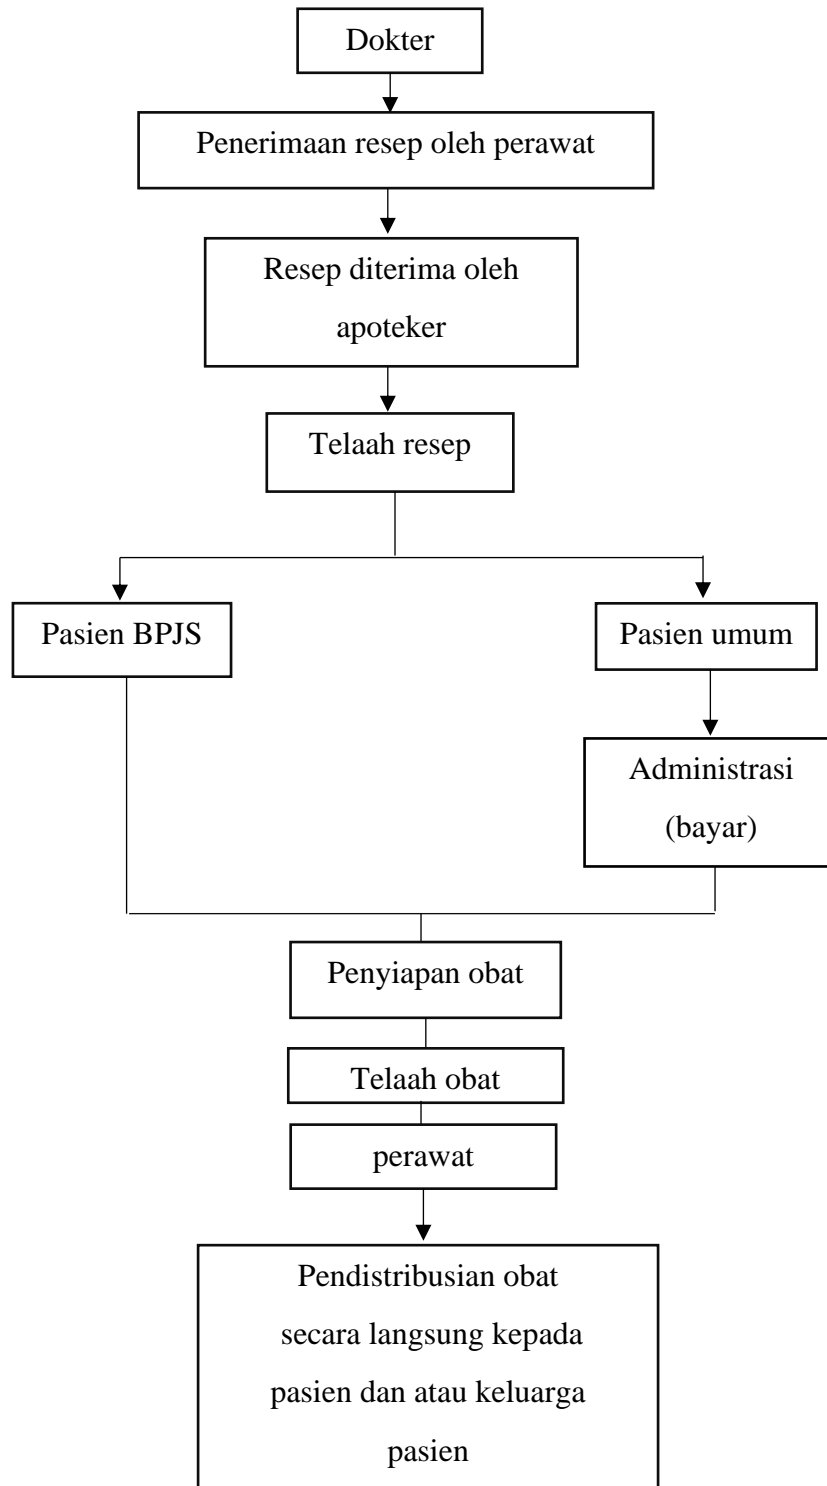 Dokter
Penerimaan resep oleh perawat
Resep diterima oleh
apoteker
Telaah resep
Pasien BPJS
Pasien umum
Administrasi
(bayar)
Penyiapan obat
Telaah obat
perawat
Pendistribusian obat
secara langsung kepada
pasien dan atau keluarga
pasien